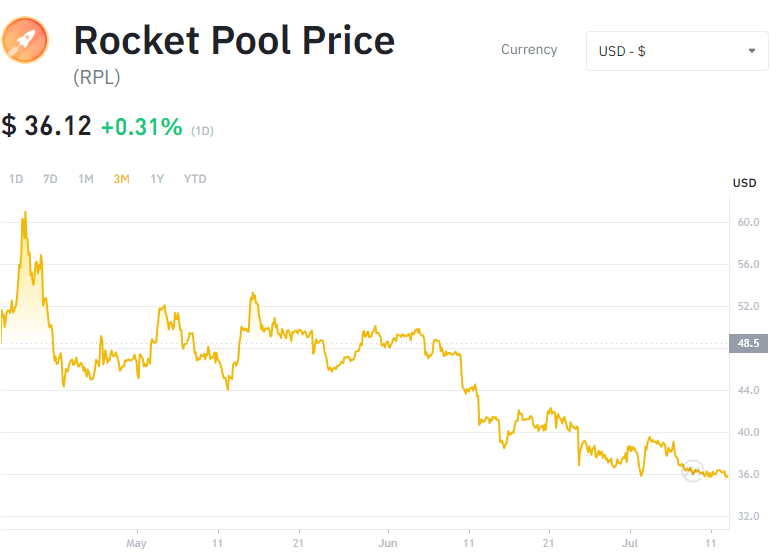 Rocket Pool Price
(RPL)
Currency
USD - $
$ 36.12 +0.31% (1D)
1D 7D 1M 3M 1Y YTD
USD
60.0
56.0
52.0
48.5
44.0
40.0
36.0
32.0
May 11 21 Jun 11 21 Jul 11